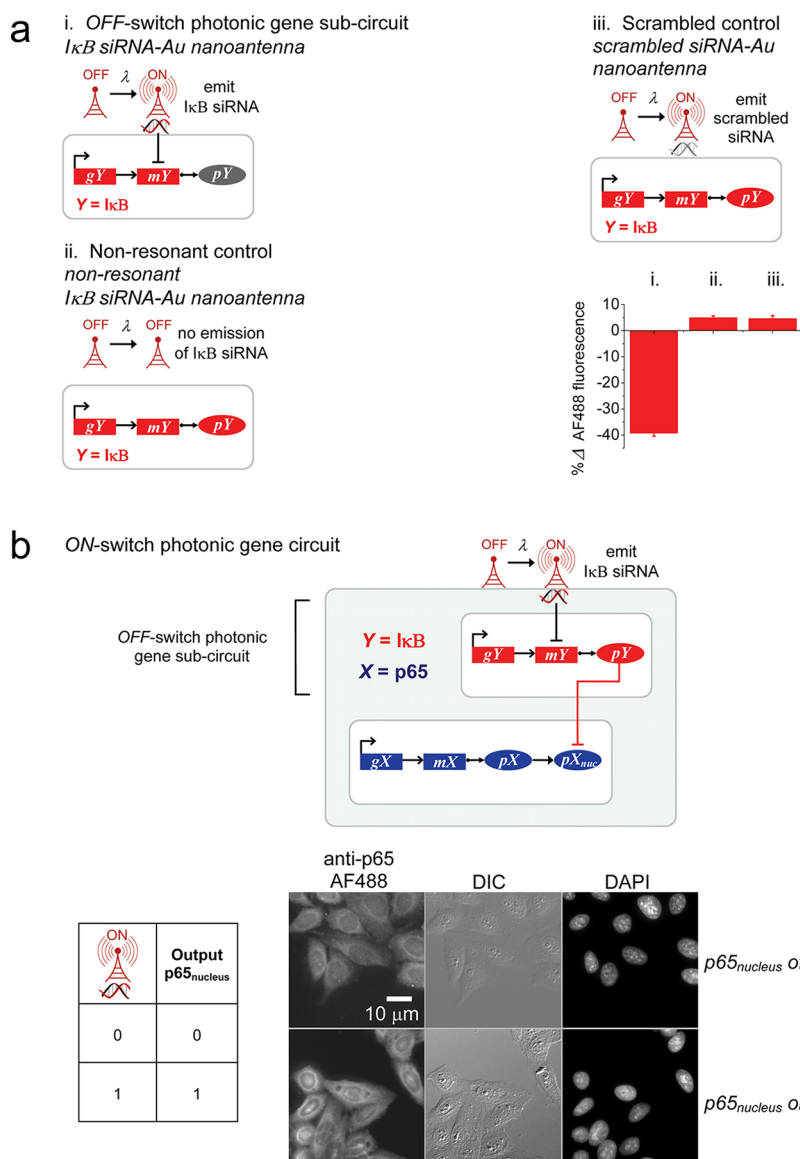 a
i. OFF-switch photonic gene sub-circuit
IκB siRNA-Au nanoantenna
OFF λ ON
emit
IκB siRNA
gY mY pY
Y = IκB
ii. Non-resonant control
non-resonant
IκB siRNA-Au nanoantenna
OFF λ OFF
no emission
of IκB siRNA
gY mY pY
Y = IκB
iii. Scrambled control
scrambled siRNA-Au
nanoantenna
OFF λ ON
emit
scrambled
siRNA
gY mY pY
Y = IκB
i. ii. iii.
% Δ AF488 fluorescence
10
0
-10
-20
-30
-40
b
ON-switch photonic gene circuit
OFF λ ON
emit
IκB siRNA
OFF-switch photonic
gene sub-circuit
Y = IκB
X = p65
gY mY pY
gX mX pX pXnuc
ON
Output
p65nucleus
0 0
1 1
anti-p65
AF488
DIC
DAPI
10 μm
p65nucleus
p65nucleus